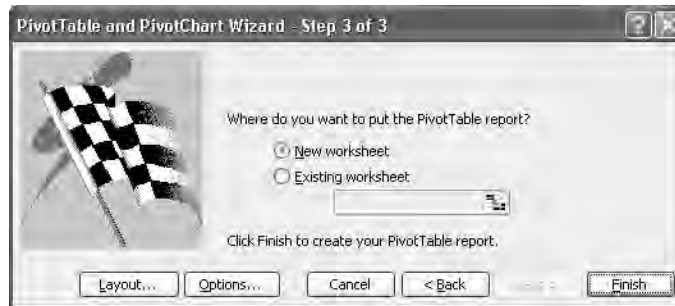 PivotTable and PivotChart Wizard - Step 3 of 3
Where do you want to put the PivotTable report?
New worksheet
Existing worksheet
Click Finish to create your PivotTable report.
Layout... Options... Cancel < Back Finish